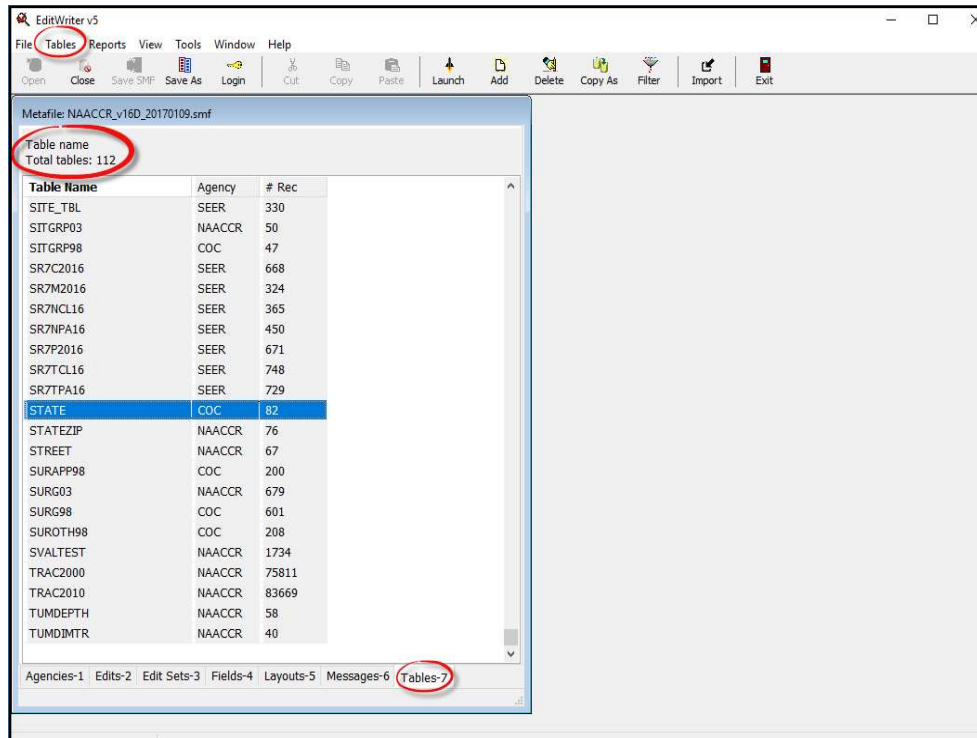 EditWriter v5
File Tables Reports View Tools Window Help
Open Close Save SMF Save As Login Cut Copy Paste Launch Add Delete Copy As Filter Import Exit
Metafile: NAACCR_v16D_20170109.smf
Table name
Total tables: 112
Table Name Agency # Rec
SITE_TBL SEER 330
SITGRP03 NAACCR 50
SITGRP98 COC 47
SR7C2016 SEER 668
SR7M2016 SEER 324
SR7NCL16 SEER 365
SR7NPA16 SEER 450
SR7P2016 SEER 671
SR7TCL16 SEER 748
SR7TPA16 SEER 729
STATE COC 82
STATEZIP NAACCR 76
STREET NAACCR 67
SURAPP98 COC 200
SURG03 NAACCR 679
SURG98 COC 601
SUROTH98 COC 208
SVALTEST NAACCR 1734
TRAC2000 NAACCR 75811
TRAC2010 NAACCR 83669
TUMDEPTH NAACCR 58
TUMDIMTR NAACCR 40
Agencies-1 Edits-2 Edit Sets-3 Fields-4 Layouts-5 Messages-6 Tables-7